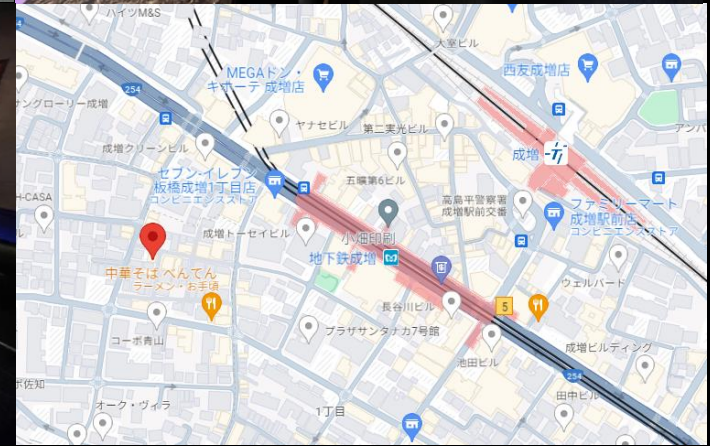 ハイツM&S
大室ビル
MEGAドン・
キホーテ 成増店
西友成増店
254
サングローリー成増
ヤナセビル
第二実光ビル
アンバ
成増クリーンビル
成増
セブン-イレブン
板橋成増1丁目店
コンビニエンスストア
五曠第6ビル
H-CASA
高島平警察署
成増駅前交番
ファミリーマート
成増駅前店
コンビニエンスストア
成増トーセイビル
小畑印刷
地下鉄成増
中華そば べんてん
ラーメン・お手頃
ウェルバード
長谷川ビル
5
コーポ青山
プラザサンタナカ7号館
成増ビルディング
池田ビル
254
ポ佐知
田中ビル
オーク・ヴィラ
1丁目